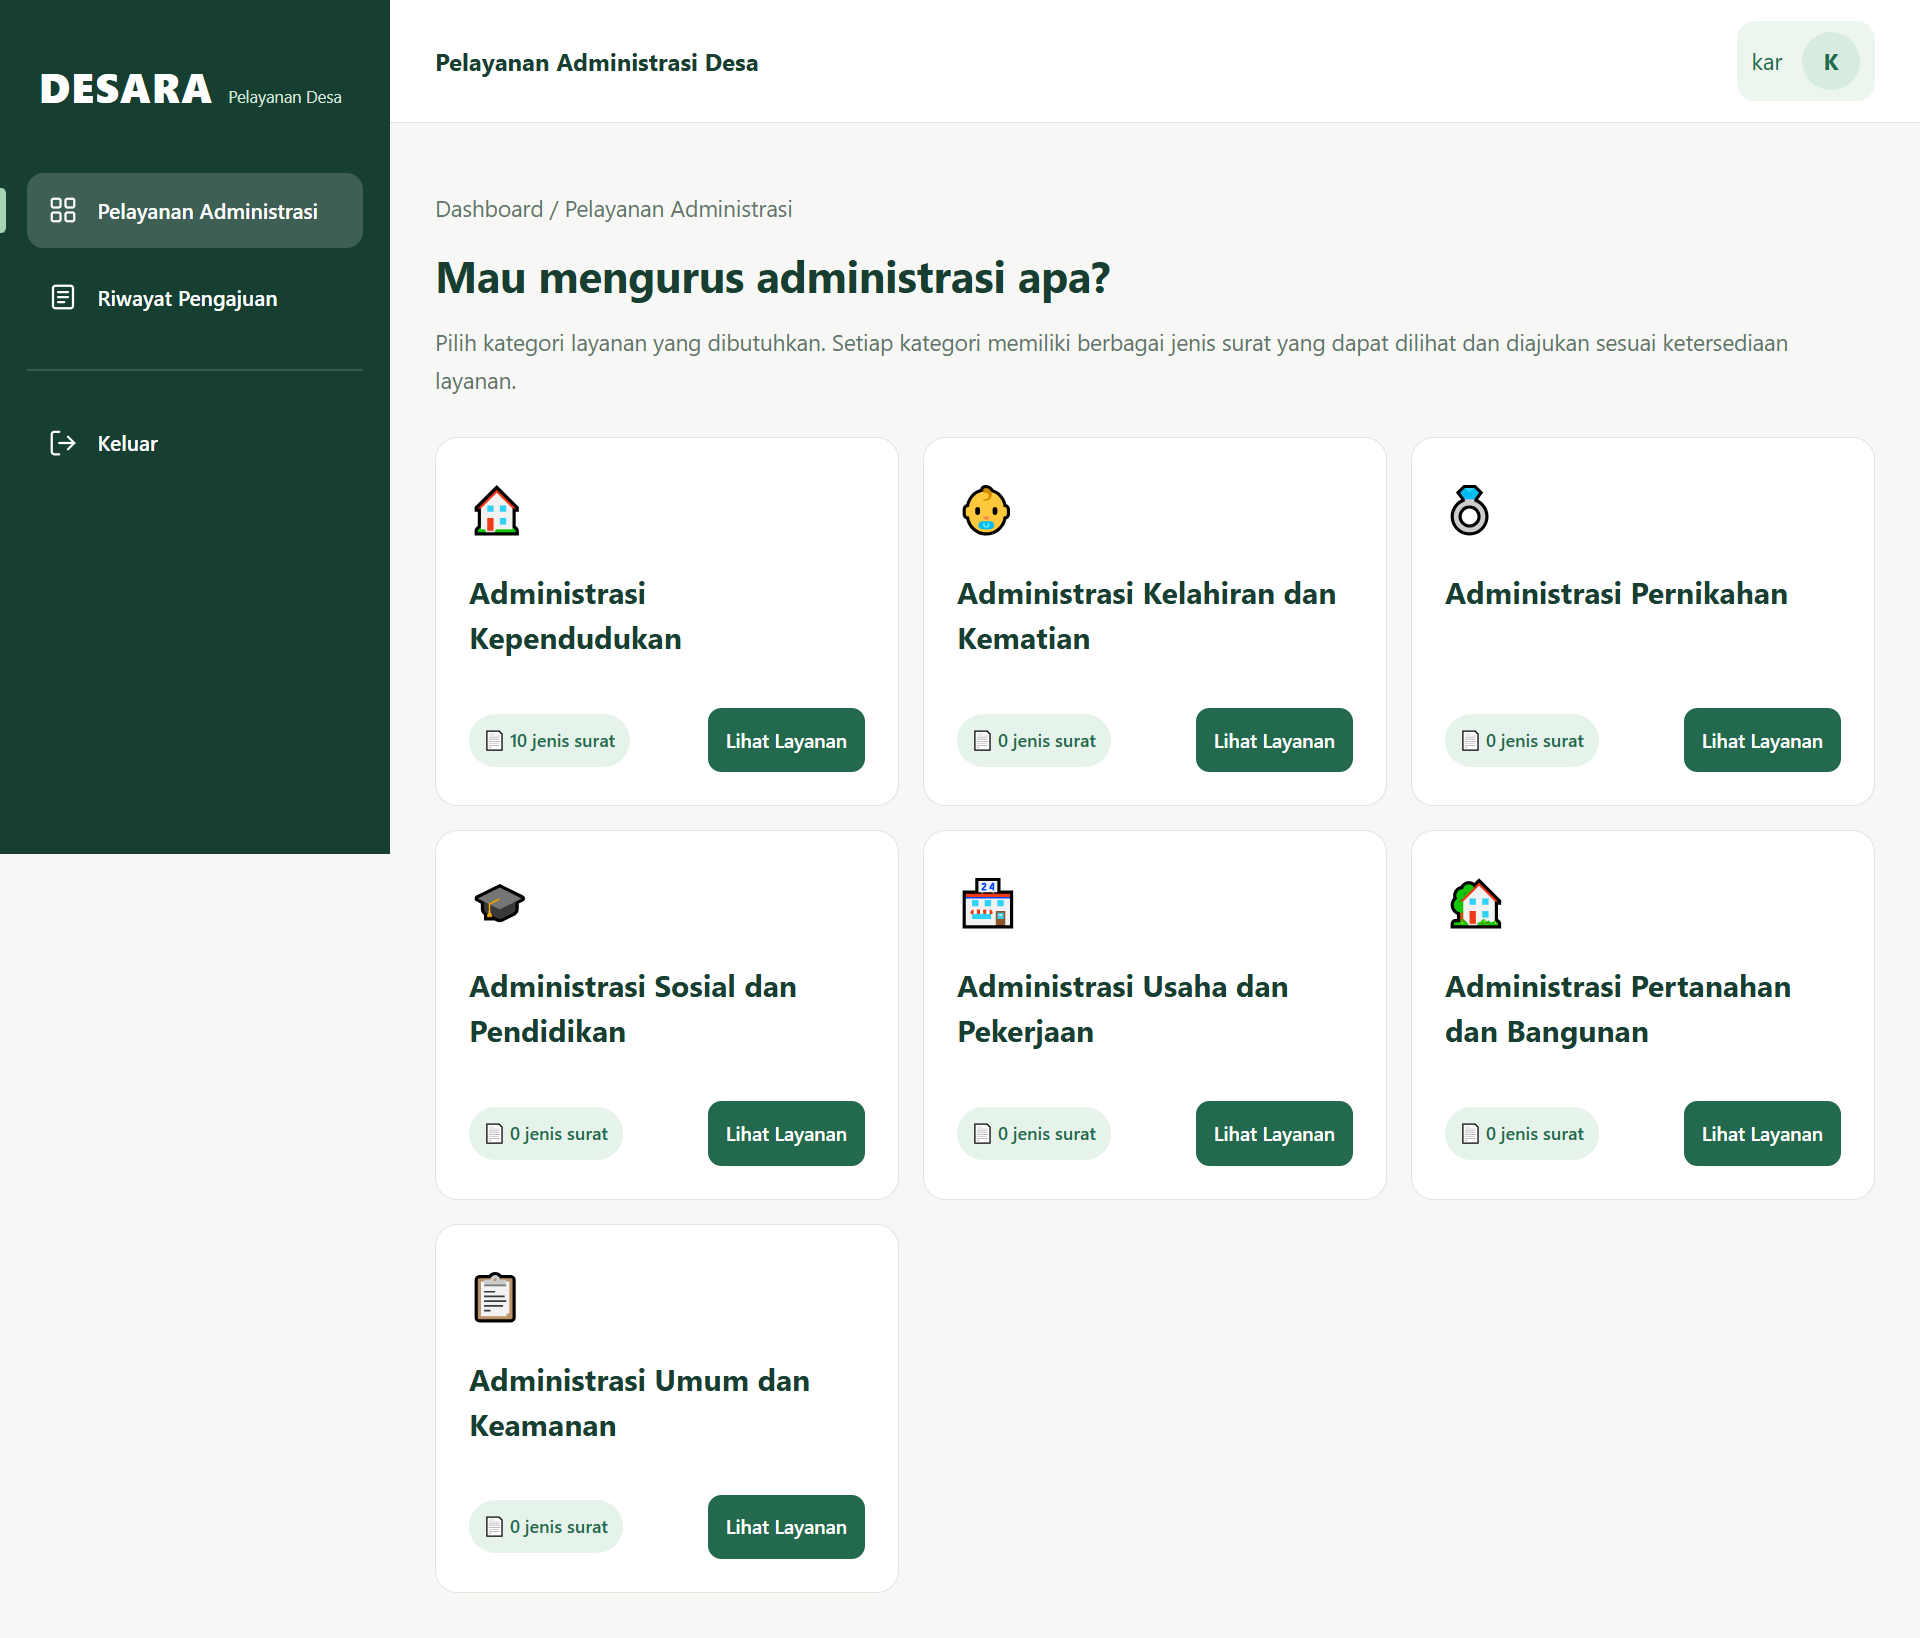 DESARA Pelayanan Desa
Pelayanan Administrasi
Riwayat Pengajuan
Keluar
Pelayanan Administrasi Desa
kar K
Dashboard / Pelayanan Administrasi
Mau mengurus administrasi apa?
Pilih kategori layanan yang dibutuhkan. Setiap kategori memiliki berbagai jenis surat yang dapat dilihat dan diajukan sesuai ketersediaan
layanan.
Administrasi
Kependudukan
10 jenis surat
Lihat Layanan
Administrasi Kelahiran dan
Kematian
0 jenis surat
Lihat Layanan
Administrasi Pernikahan
0 jenis surat
Lihat Layanan
Administrasi Sosial dan
Pendidikan
0 jenis surat
Lihat Layanan
24
Administrasi Usaha dan
Pekerjaan
0 jenis surat
Lihat Layanan
Administrasi Pertanahan
dan Bangunan
0 jenis surat
Lihat Layanan
Administrasi Umum dan
Keamanan
0 jenis surat
Lihat Layanan